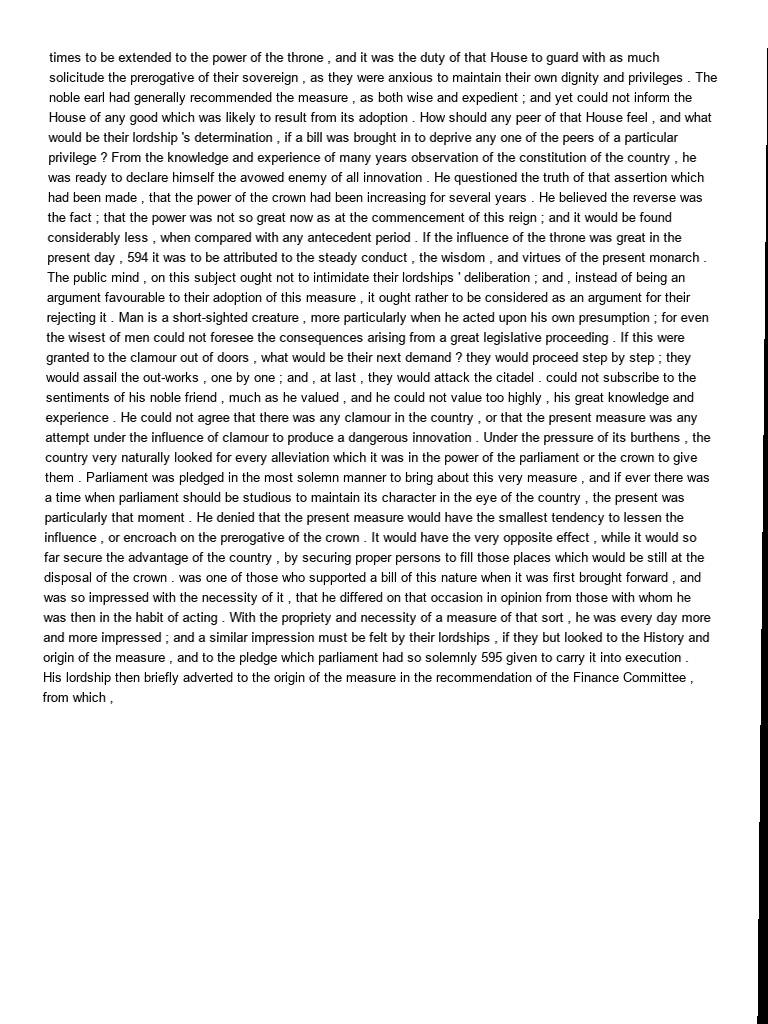 times to be extended to the power of the throne , and it was the duty of that House to guard with as much
solicitude the prerogative of their sovereign , as they were anxious to maintain their own dignity and privileges . The
noble earl had generally recommended the measure , as both wise and expedient ; and yet could not inform the
House of any good which was likely to result from its adoption . How should any peer of that House feel , and what
would be their lordship 's determination , if a bill was brought in to deprive any one of the peers of a particular
privilege ? From the knowledge and experience of many years observation of the constitution of the country , he
was ready to declare himself the avowed enemy of all innovation . He questioned the truth of that assertion which
had been made , that the power of the crown had been increasing for several years . He believed the reverse was
the fact ; that the power was not so great now as at the commencement of this reign ; and it would be found
considerably less , when compared with any antecedent period . If the influence of the throne was great in the
present day , 594 it was to be attributed to the steady conduct , the wisdom , and virtues of the present monarch .
The public mind , on this subject ought not to intimidate their lordships ' deliberation ; and , instead of being an
argument favourable to their adoption of this measure , it ought rather to be considered as an argument for their
rejecting it . Man is a short-sighted creature , more particularly when he acted upon his own presumption ; for even
the wisest of men could not foresee the consequences arising from a great legislative proceeding . If this were
granted to the clamour out of doors , what would be their next demand ? they would proceed step by step ; they
would assail the out-works , one by one ; and , at last , they would attack the citadel . could not subscribe to the
sentiments of his noble friend , much as he valued , and he could not value too highly , his great knowledge and
experience . He could not agree that there was any clamour in the country , or that the present measure was any
attempt under the influence of clamour to produce a dangerous innovation . Under the pressure of its burthens , the
country very naturally looked for every alleviation which it was in the power of the parliament or the crown to give
them . Parliament was pledged in the most solemn manner to bring about this very measure , and if ever there was
a time when parliament should be studious to maintain its character in the eye of the country , the present was
particularly that moment . He denied that the present measure would have the smallest tendency to lessen the
influence , or encroach on the prerogative of the crown . It would have the very opposite effect , while it would so
far secure the advantage of the country , by securing proper persons to fill those places which would be still at the
disposal of the crown . was one of those who supported a bill of this nature when it was first brought forward , and
was so impressed with the necessity of it , that he differed on that occasion in opinion from those with whom he
was then in the habit of acting . With the propriety and necessity of a measure of that sort , he was every day more
and more impressed ; and a similar impression must be felt by their lordships , if they but looked to the History and
origin of the measure , and to the pledge which parliament had so solemnly 595 given to carry it into execution .
His lordship then briefly adverted to the origin of the measure in the recommendation of the Finance Committee ,
from which ,